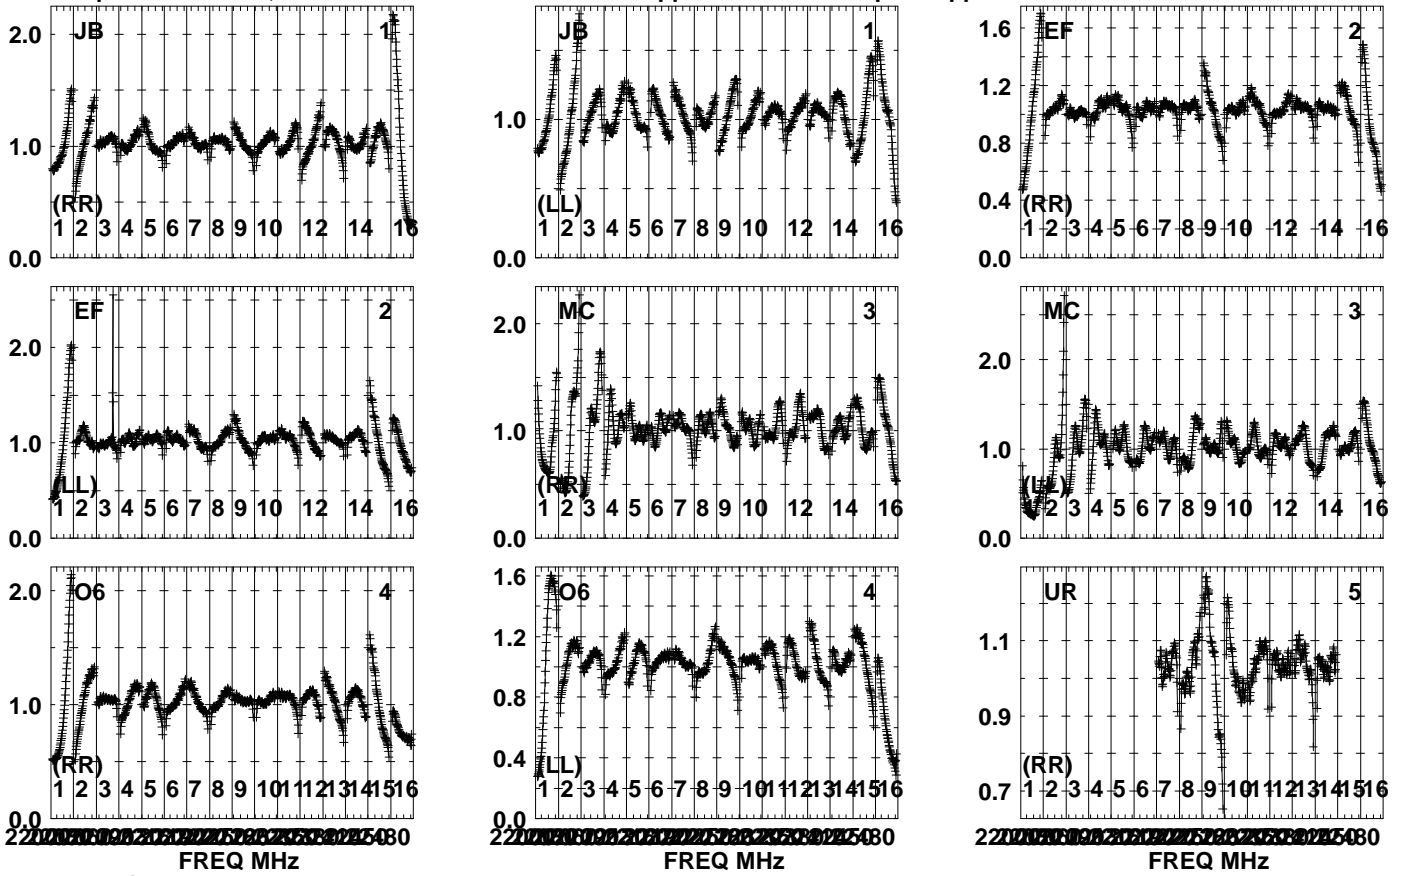 JB 1
2.0
1.0
0.0
(RR)
1 2 3 4 5 6 7 8 9 10 12 14 16
JB 1
1.0
0.0
(LL)
1 2 3 4 5 6 7 8 9 10 12 14 16
EF 2
1.6
1.2
0.8
0.4
0.0
(RR)
1 2 3 4 5 6 7 8 9 10 12 14 16
EF 2
2.0
1.0
0.0
(LL)
1 2 3 4 5 6 7 8 9 10 12 14 16
MC 3
2.0
1.0
0.0
(RR)
1 2 3 4 5 6 7 8 9 10 12 14 16
MC 3
2.0
1.0
0.0
(LL)
1 2 3 4 5 6 7 8 9 10 12 14 16
O6 4
2.0
1.0
0.0
(RR)
1 2 3 4 5 6 7 8 9 10 11 12 13 14 15 16
FREQ MHz
O6 4
1.6
1.2
0.8
0.4
0.0
(LL)
1 2 3 4 5 6 7 8 9 10 11 12 13 14 15 16
FREQ MHz
UR 5
1.1
0.9
0.7
(RR)
1 2 3 4 5 6 7 8 9 10 11 12 13 14 15 16
FREQ MHz